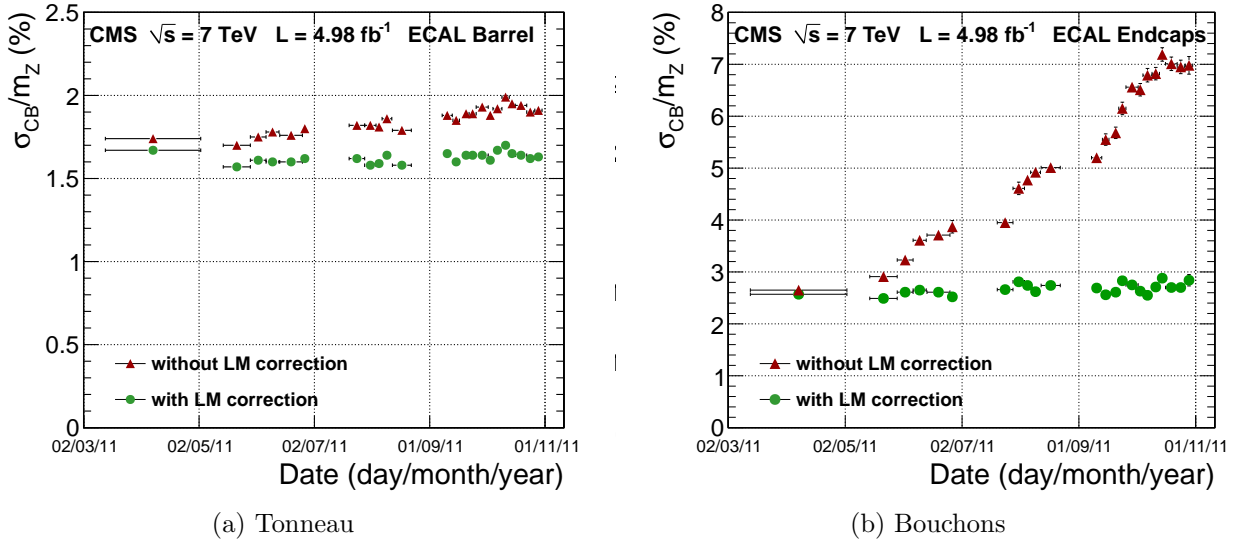 CMS √s = 7 TeV L = 4.98 fb⁻¹ ECAL Barrel
σCB/mZ (%)
2.5
2
1.5
1
0.5
0
without LM correction
with LM correction
02/03/11 02/05/11 02/07/11 01/09/11 01/11/11
Date (day/month/year)
(a) Tonneau
CMS √s = 7 TeV L = 4.98 fb⁻¹ ECAL Endcaps
σCB/mZ (%)
8
7
6
5
4
3
2
1
0
without LM correction
with LM correction
02/03/11 02/05/11 02/07/11 01/09/11 01/11/11
Date (day/month/year)
(b) Bouchons